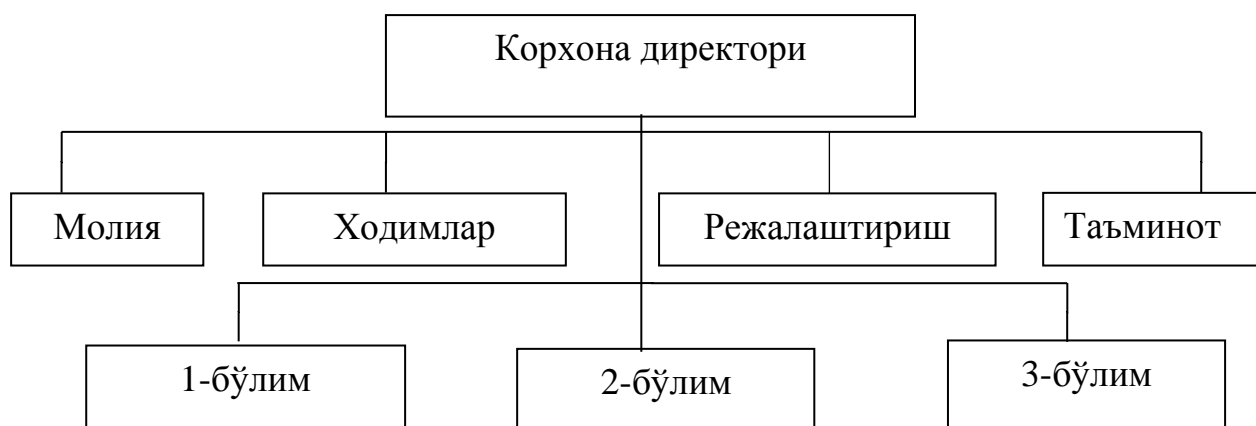 Корхона директори
Молия
Ходимлар
Режалаштириш
Таъминот
1-бўлим
2-бўлим
3-бўлим